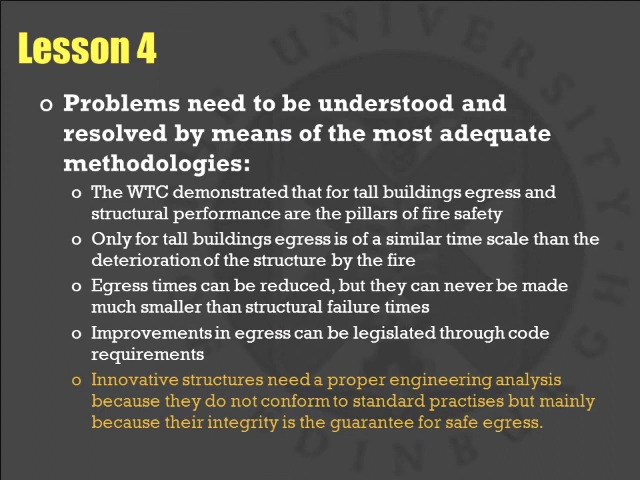 Lesson 4
o Problems need to be understood and
resolved by means of the most adequate
methodologies:
o The WTC demonstrated that for tall buildings egress and
structural performance are the pillars of fire safety
o Only for tall buildings egress is of a similar time scale than the
deterioration of the structure by the fire
o Egress times can be reduced, but they can never be made
much smaller than structural failure times
o Improvements in egress can be legislated through code
requirements
o Innovative structures need a proper engineering analysis
because they do not conform to standard practises but mainly
because their integrity is the guarantee for safe egress.
UNIVERSITY
EDINBURGH